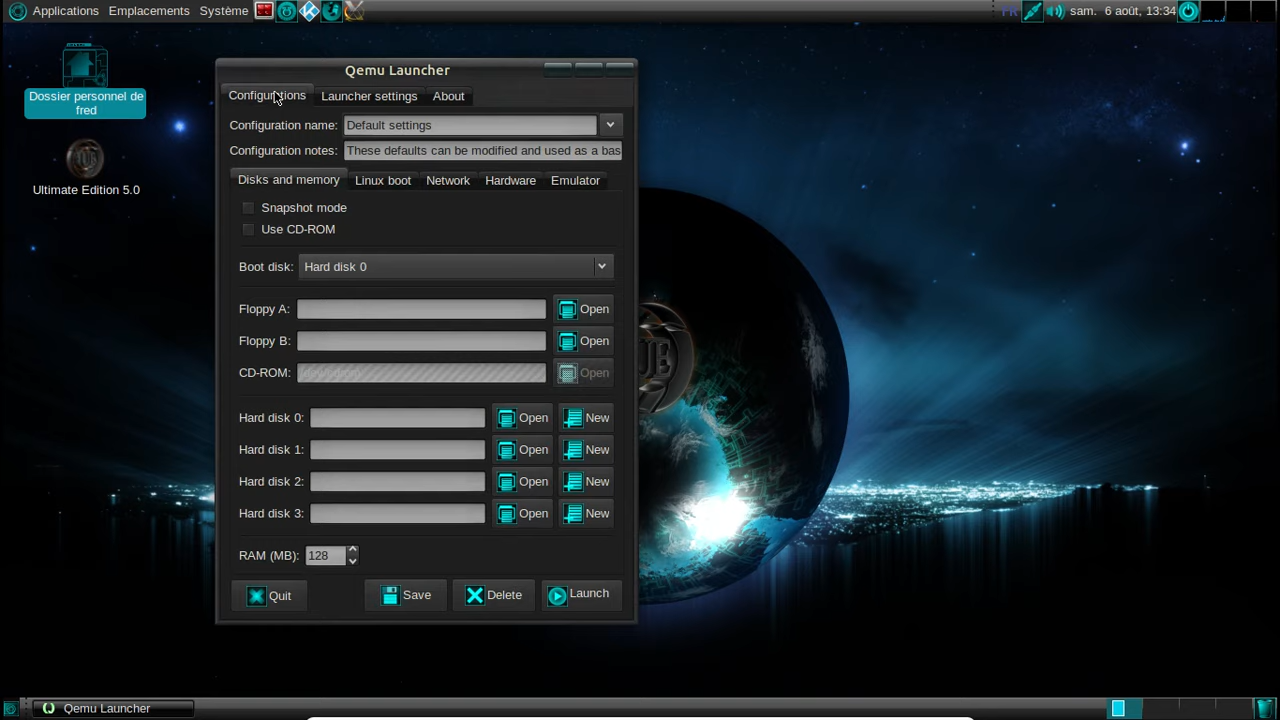 Applications Emplacements Système FR sam. 6 août, 13:34
Dossier personnel de
fred
Ultimate Edition 5.0
Qemu Launcher
Configurations Launcher settings About
Configuration name: Default settings
Configuration notes: These defaults can be modified and used as a bas
Disks and memory Linux boot Network Hardware Emulator
Snapshot mode
Use CD-ROM
Boot disk: Hard disk 0
Floppy A: Open
Floppy B: Open
CD-ROM: /dev/cdrom Open
Hard disk 0: Open New
Hard disk 1: Open New
Hard disk 2: Open New
Hard disk 3: Open New
RAM (MB): 128
Quit Save Delete Launch
UE
Qemu Launcher